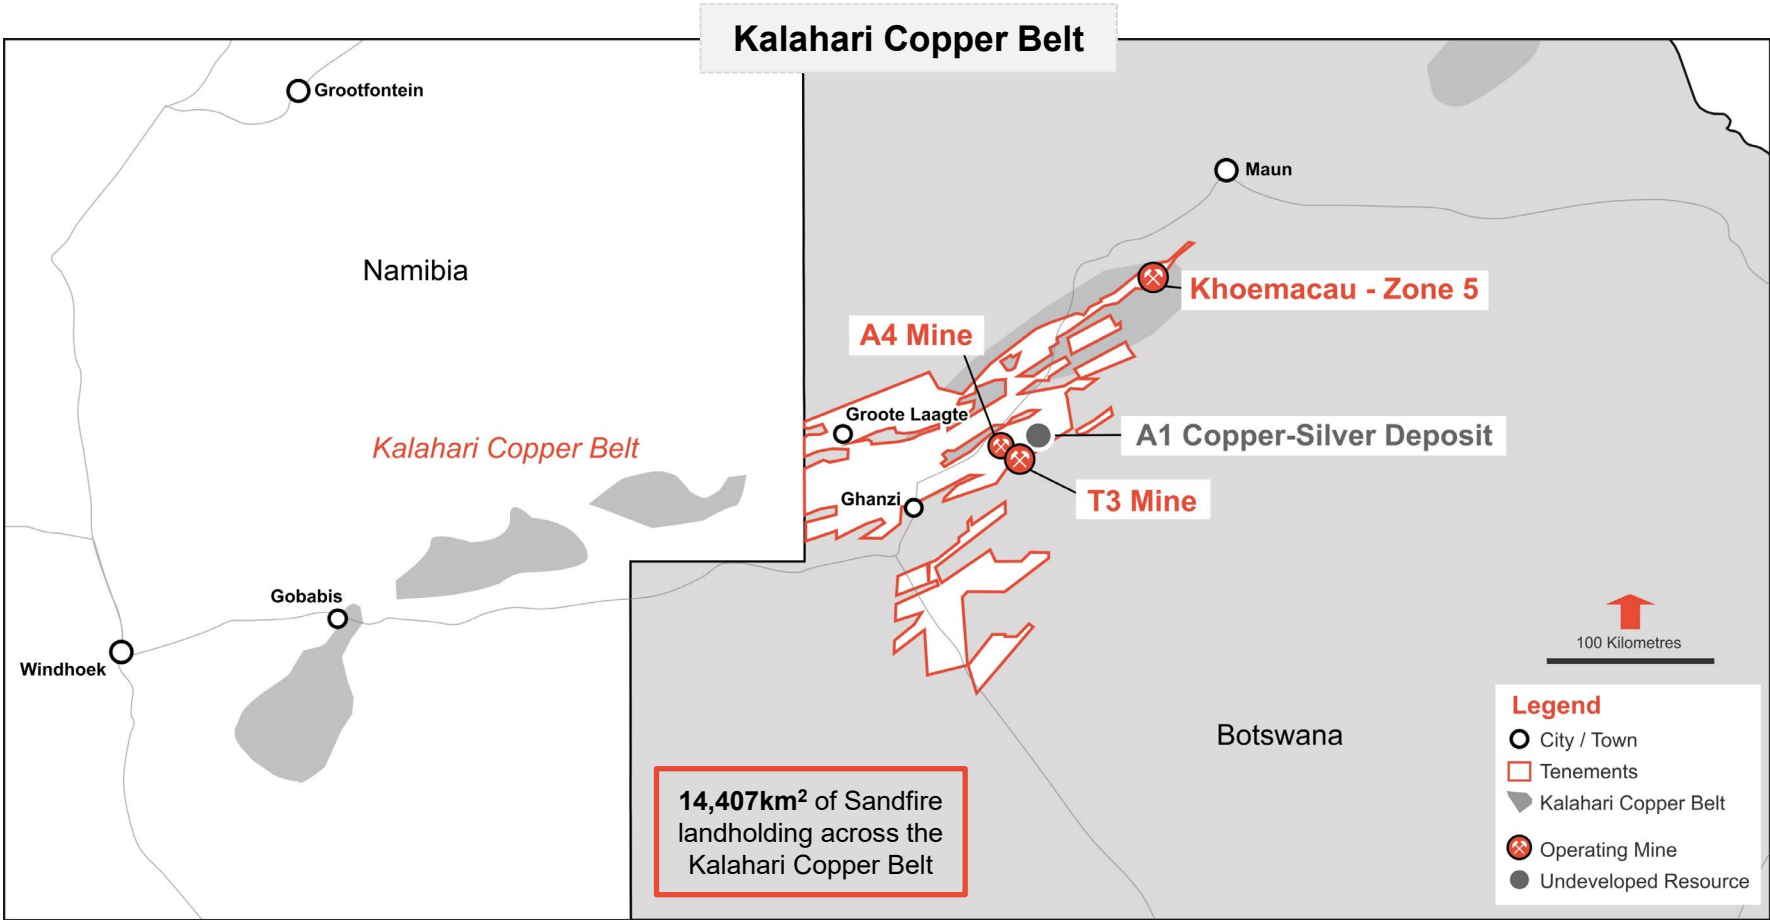 Kalahari Copper Belt
Grootfontein
Maun
Namibia
Khoemacau - Zone 5
A4 Mine
Groote Laagte
Kalahari Copper Belt
A1 Copper-Silver Deposit
Ghanzi
T3 Mine
Gobabis
Windhoek
100 Kilometres
Botswana
14,407km² of Sandfire
landholding across the
Kalahari Copper Belt
Legend
City / Town
Tenements
Kalahari Copper Belt
Operating Mine
Undeveloped Resource